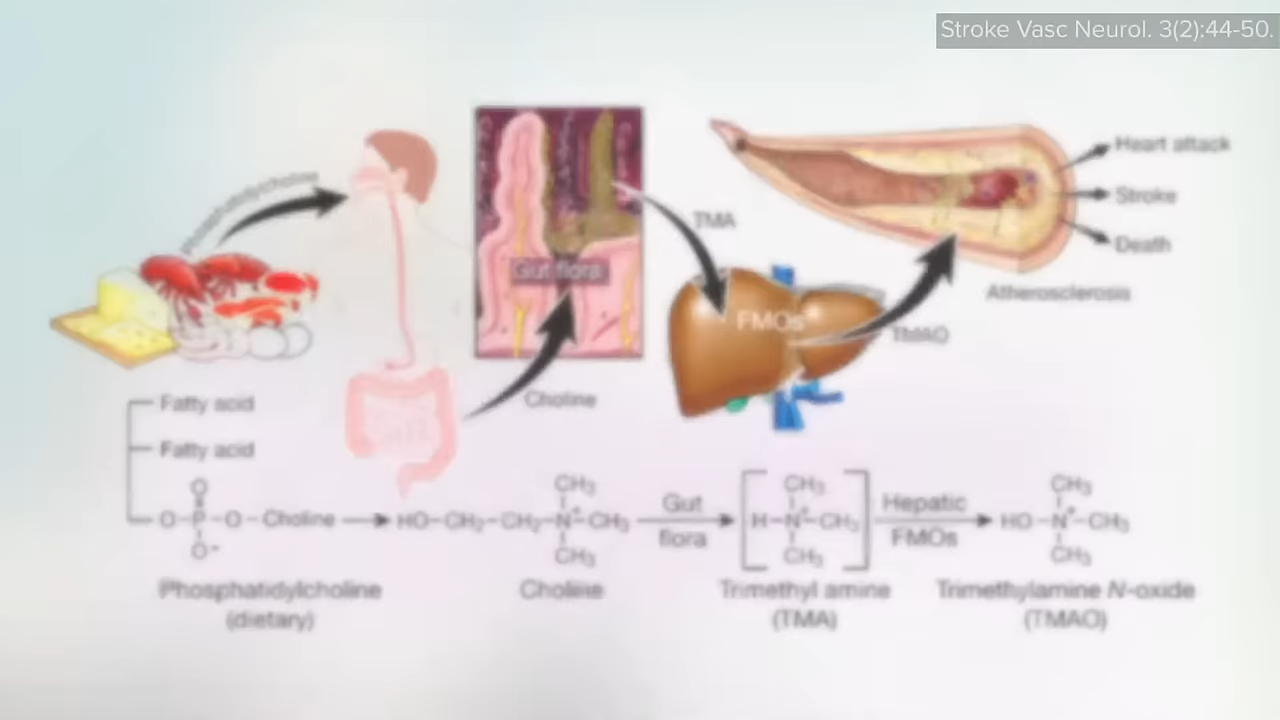 Stroke Vasc Neurol. 3(2):44-50.
Phosphatidylcholine
Gut flora
TMA
FMOs
TMAO
Heart attack
Stroke
Death
Atherosclerosis
Choline
Fatty acid
Fatty acid
O
O-P-O-Choline
O-
HO-CH2-CH2-N+-CH3
CH3
CH3
Gut
flora
H-N+-CH3
CH3
CH3
Hepatic
FMOs
HO-N+-CH3
CH3
CH3
Phosphatidylcholine
(dietary)
Choline
Trimethyl amine
(TMA)
Trimethylamine N-oxide
(TMAO)